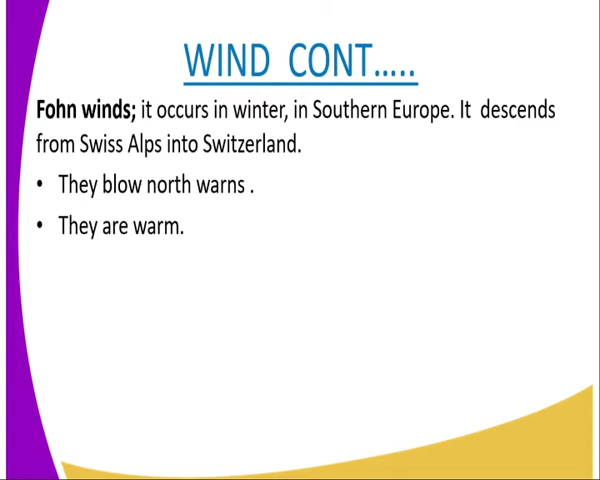 WIND CONT.....
Fohn winds; it occurs in winter, in Southern Europe. It descends
from Swiss Alps into Switzerland.
• They blow north warns .
• They are warm.